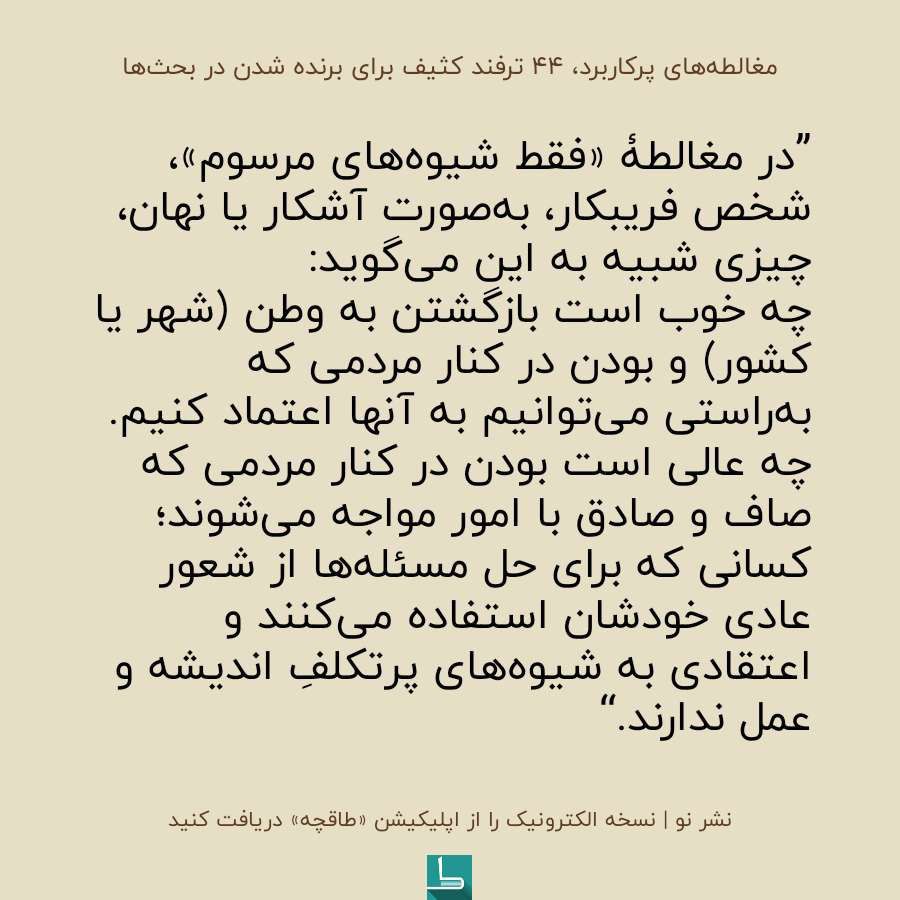 مغالطه‌های پرکاربرد، ۴۴ ترفند کثیف برای برنده شدن در بحث‌ها
”در مغالطهٔ «فقط شیوه‌های مرسوم»،
شخص فریبکار، به‌صورت آشکار یا نهان،
چیزی شبیه به این می‌گوید:
چه خوب است بازگشتن به وطن (شهر یا
کشور) و بودن در کنار مردمی که
به‌راستی می‌توانیم به آنها اعتماد کنیم.
چه عالی است بودن در کنار مردمی که
صاف و صادق با امور مواجه می‌شوند؛
کسانی که برای حل مسئله‌ها از شعور
عادی خودشان استفاده می‌کنند و
اعتقادی به شیوه‌های پرتکلفِ اندیشه و
عمل ندارند.“
نشر نو | نسخه الکترونیک را از اپلیکیشن «طاقچه» دریافت کنید